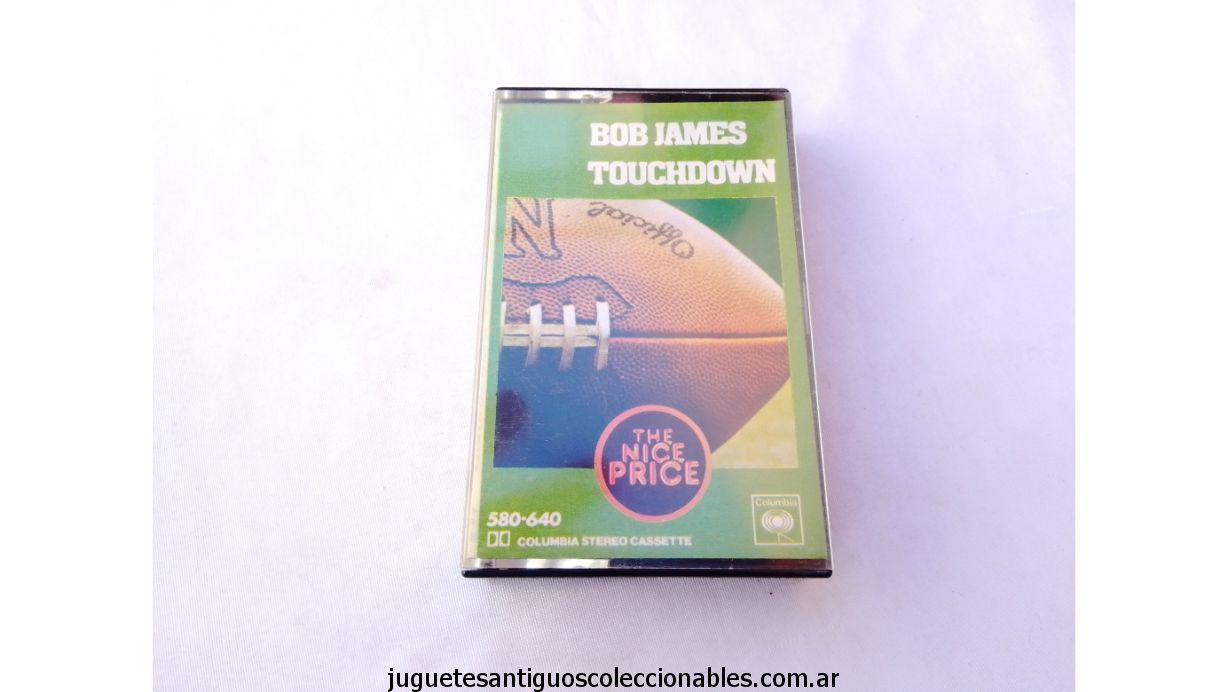 BOB JAMES
TOUCHDOWN
N
Official
THE
NICE
PRICE
580-640
Columbia
COLUMBIA STEREO CASSETTE
juguetesantiguoscoleccionables.com.ar